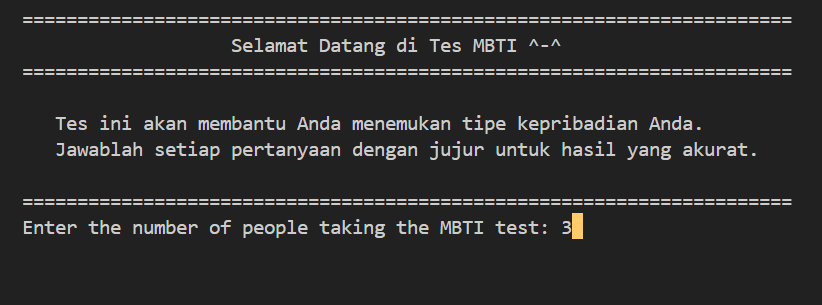 ======================================================================
Selamat Datang di Tes MBTI ^-^
======================================================================
Tes ini akan membantu Anda menemukan tipe kepribadian Anda.
Jawablah setiap pertanyaan dengan jujur untuk hasil yang akurat.
======================================================================
Enter the number of people taking the MBTI test: 3